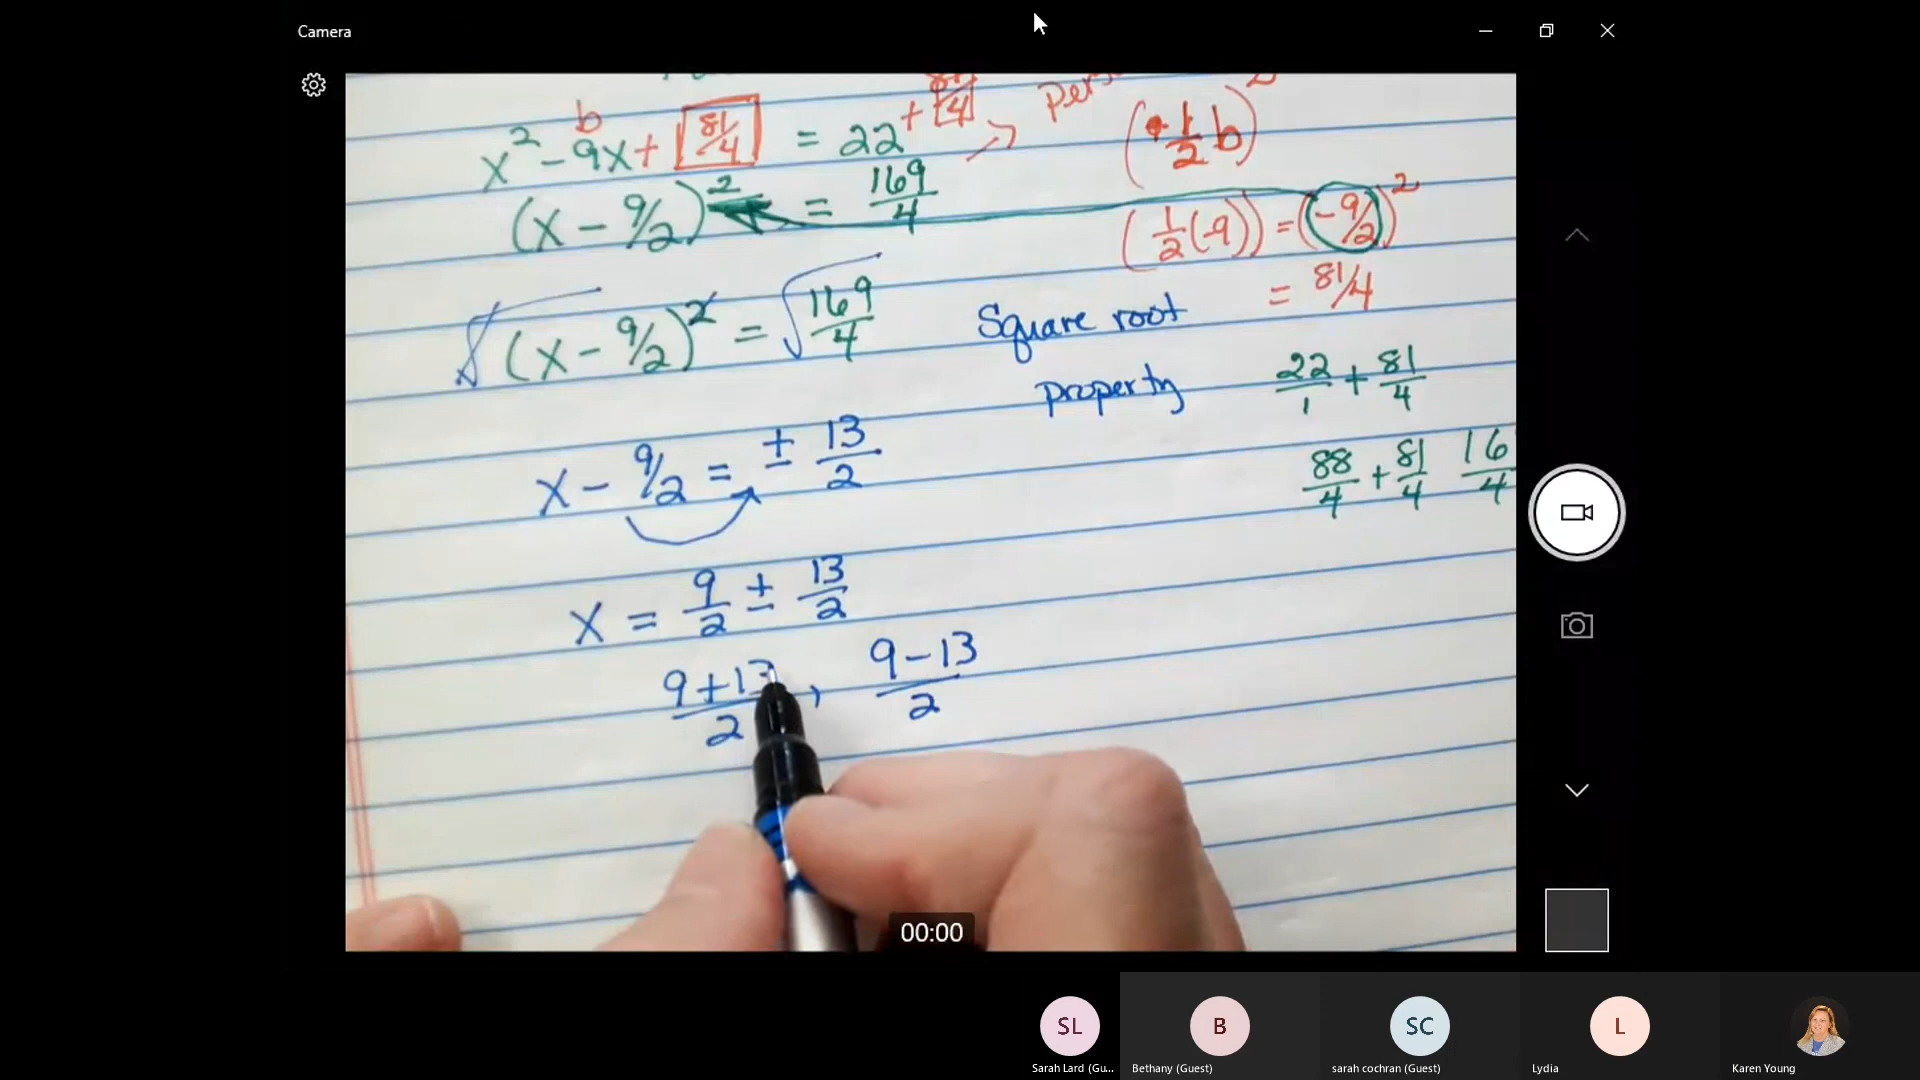 Camera
b
x² - 9x + 81/4 = 22 + 81/4
(1/2 b)²
(x - 9/2)² = 169/4
(1/2(-9)) = (-9/2)²
= 81/4
√(x - 9/2)² = √169/4
Square root
property
22/1 + 81/4
88/4 + 81/4
x - 9/2 = ± 13/2
x = 9/2 ± 13/2
9+13/2 , 9-13/2
00:00
SL
B
SC
L
Sarah Lard (Gu...
Bethany (Guest)
sarah cochran (Guest)
Lydia
Karen Young